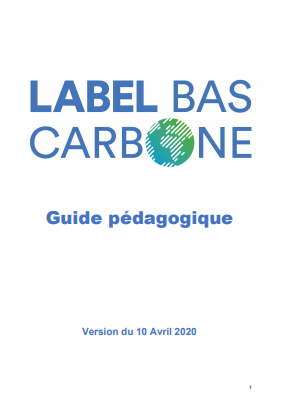 LABEL BAS
CARBONE
Guide pédagogique
Version du 10 Avril 2020
1